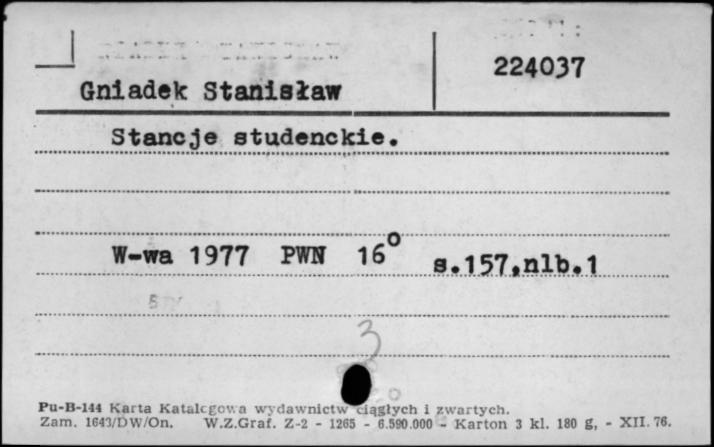 224037
Gniadek Stanisław
Stancje studenckie.
W-wa 1977 PWN 16° s.157,nlb.1
3
Pu-B-144 Karta Katalogowa wydawnictw ciągłych i zwartych.
Zam. 1643/DW/On. W.Z.Graf. Z-2 - 1265 - 6.590.000 - Karton 3 kl. 180 g, - XII. 76.